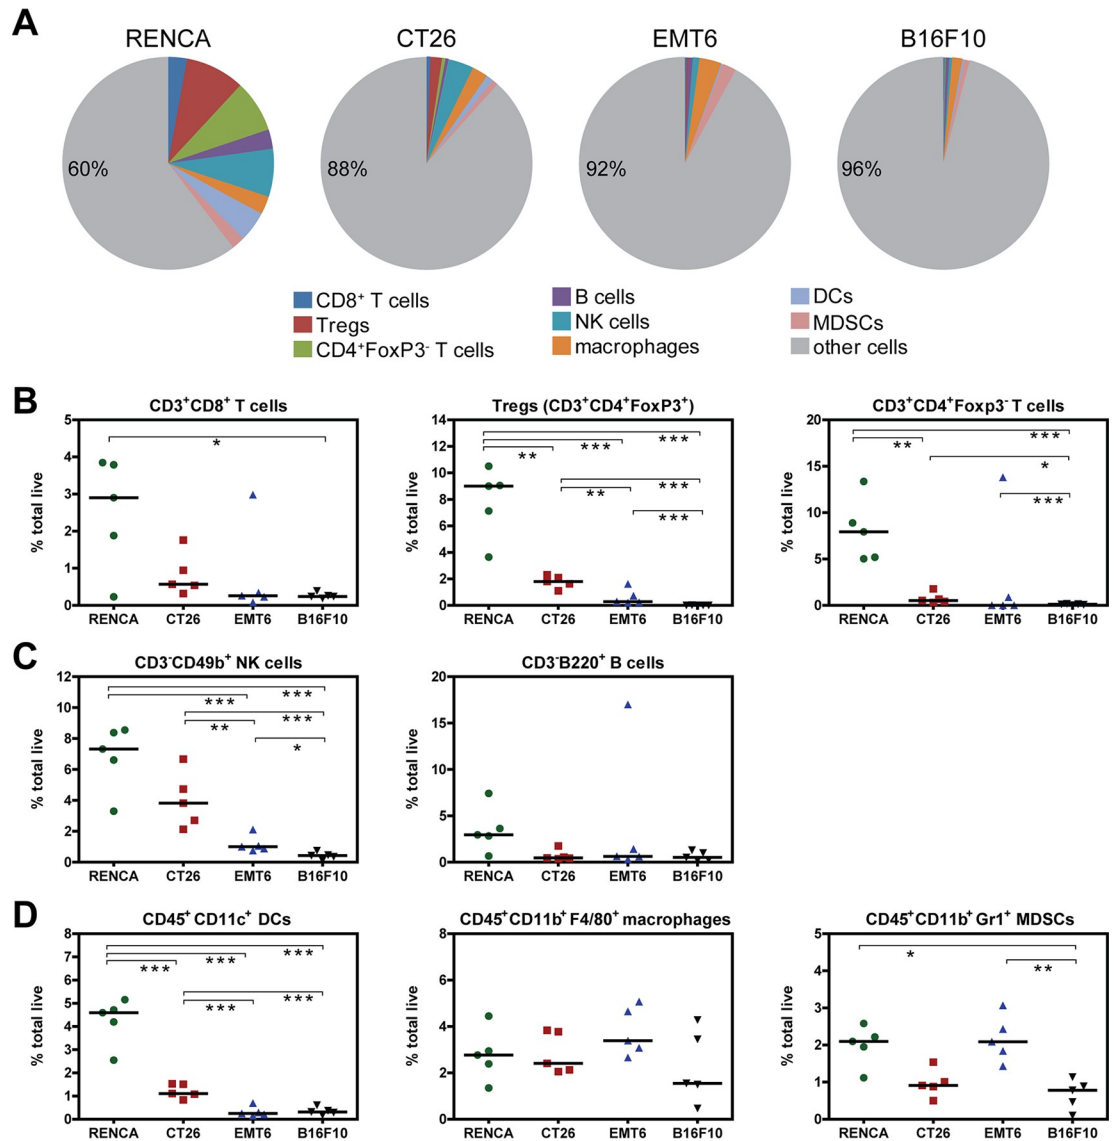 A
RENCA CT26 EMT6 B16F10
60% 88% 92% 96%
CD8⁺ T cells B cells DCs
Tregs NK cells MDSCs
CD4⁺FoxP3⁻ T cells macrophages other cells
B
CD3⁺CD8⁺ T cells
% total live
5
4
3
2
1
0
*
RENCA CT26 EMT6 B16F10
Tregs (CD3⁺CD4⁺FoxP3⁺)
% total live
14
12
10
8
6
4
2
0
***
***
**
***
**
***
RENCA CT26 EMT6 B16F10
CD3⁺CD4⁺Foxp3⁻ T cells
% total live
20
15
10
5
0
***
**
*
***
RENCA CT26 EMT6 B16F10
C
CD3⁻CD49b⁺ NK cells
% total live
12
10
8
6
4
2
0
***
***
***
**
*
RENCA CT26 EMT6 B16F10
CD3⁻B220⁺ B cells
% total live
20
15
10
5
0
RENCA CT26 EMT6 B16F10
D
CD45⁺ CD11c⁺ DCs
% total live
8
7
6
5
4
3
2
1
0
***
***
***
***
***
RENCA CT26 EMT6 B16F10
CD45⁺CD11b⁺ F4/80⁺ macrophages
% total live
8
6
4
2
0
RENCA CT26 EMT6 B16F10
CD45⁺CD11b⁺ Gr1⁺ MDSCs
% total live
5
4
3
2
1
0
*
**
RENCA CT26 EMT6 B16F10